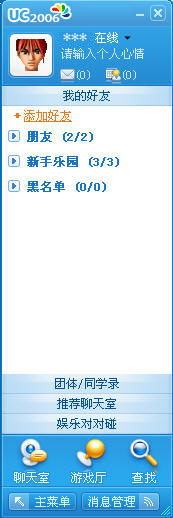 UC2006
*** 在线
请输入个人心情
(0) (0)
我的好友
+添加好友
朋友 (2/2)
新手乐园 (3/3)
黑名单 (0/0)
团体/同学录
推荐聊天室
娱乐对对碰
聊天室 游戏厅 查找
主菜单 消息管理